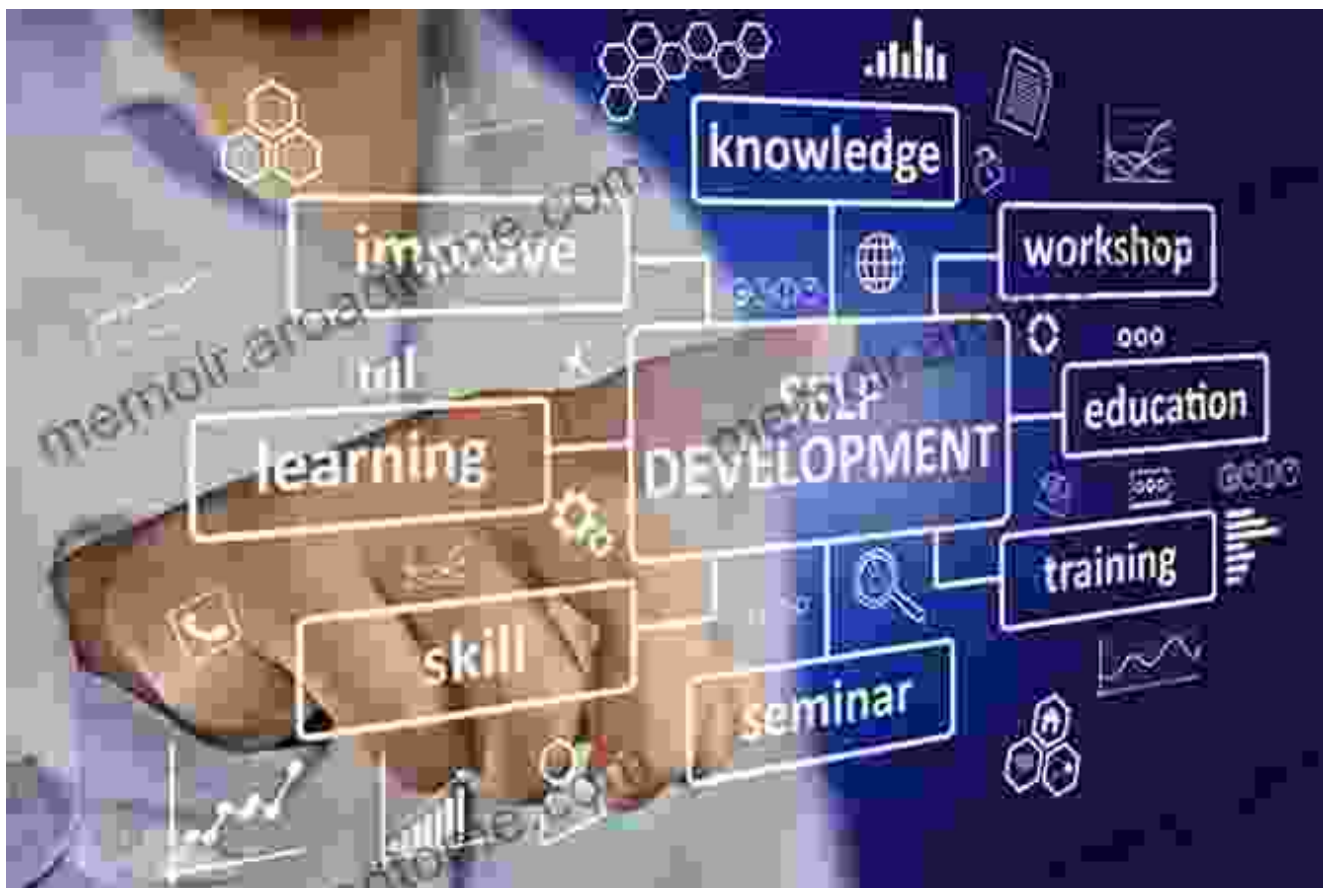 knowledge
improve
workshop
SELF
DEVELOPMENT
education
learning
training
skill
seminar